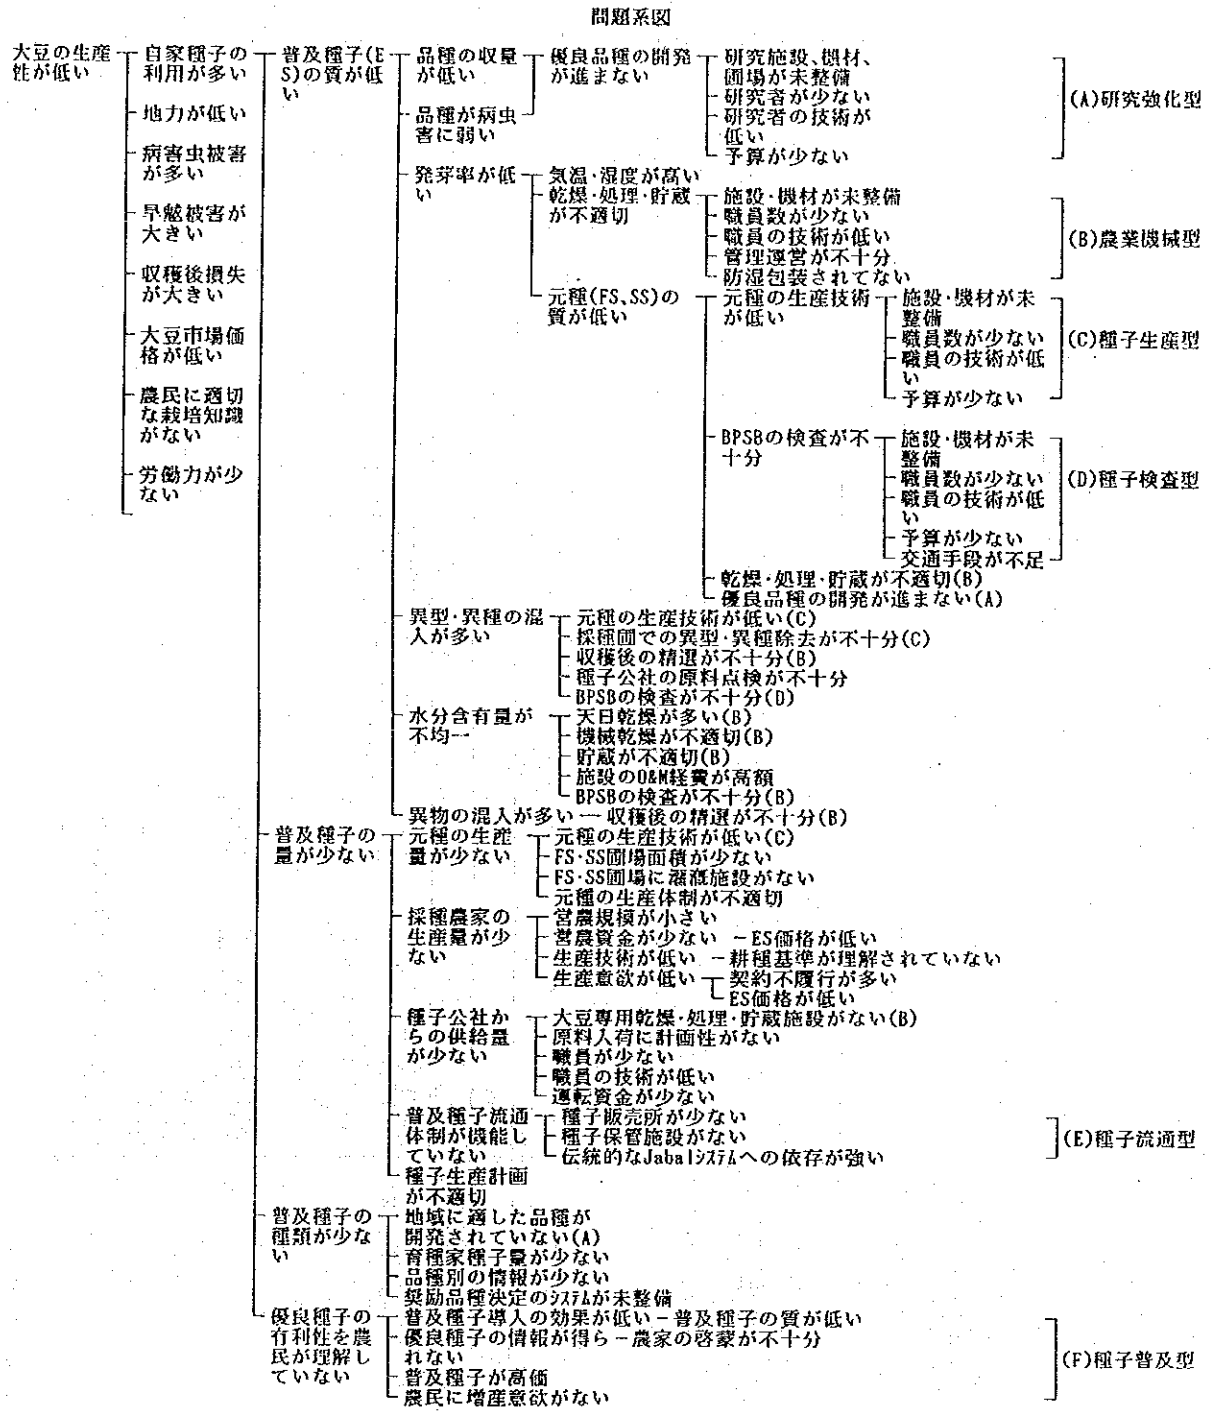 問題系図
大豆の生産
性が低い
自家種子の
利用が多い
地力が低い
病害虫被害
が多い
旱魃被害が
大きい
収穫後損失
が大きい
大豆市場価
格が低い
農民に適切
な栽培知識
がない
労働力が少
ない
普及種子(E
S)の質が低
い
品種の収量
が低い
品種が病虫
害に弱い
優良品種の開発
が進まない
研究施設、機材、
圃場が未整備
研究者が少ない
研究者の技術が
低い
予算が少ない
(A)研究強化型
発芽率が低
い
気温・湿度が高い
乾燥・処理・貯蔵
が不適切
施設・機材が未整備
職員数が少ない
職員の技術が低い
管理運営が不十分
防湿包装されてない
(B)農業機械型
元種(FS、SS)の
質が低い
元種の生産技術
が低い
施設・機材が未
整備
職員数が少ない
職員の技術が低
い
予算が少ない
(C)種子生産型
BPSBの検査が不
十分
施設・機材が未
整備
職員数が少ない
職員の技術が低
い
予算が少ない
交通手段が不足
(D)種子検査型
乾燥・処理・貯蔵が不適切(B)
優良品種の開発が進まない(A)
異型・異種の混
入が多い
元種の生産技術が低い(C)
採種圃での異型・異種除去が不十分(C)
収穫後の精選が不十分(B)
種子公社の原料点検が不十分
BPSBの検査が不十分(D)
水分含有量が
不均一
天日乾燥が多い(B)
機械乾燥が不適切(B)
貯蔵が不適切(B)
施設のO&M経費が高額
BPSBの検査が不十分(B)
異物の混入が多い
収穫後の精選が不十分(B)
普及種子の
量が少ない
元種の生産
量が少ない
元種の生産技術が低い(C)
FS・SS圃場面積が少ない
FS・SS圃場に灌漑施設がない
元種の生産体制が不適切
採種農家の
生産量が少
ない
営農規模が小さい
営農資金が少ない －ES価格が低い
生産技術が低い －耕種基準が理解されていない
生産意欲が低い
契約不履行が多い
ES価格が低い
種子公社か
らの供給量
が少ない
大豆専用乾燥・処理・貯蔵施設がない(B)
原料入荷に計画性がない
職員が少ない
職員の技術が低い
運転資金が少ない
普及種子流通
体制が機能し
ていない
種子販売所が少ない
種子保管施設がない
伝統的なJabalシステムへの依存が強い
(E)種子流通型
種子生産計画
が不適切
普及種子の
種類が少な
い
地域に適した品種が
開発されていない(A)
育種家種子量が少ない
品種別の情報が少ない
奨励品種決定のシステムが未整備
優良種子の
有利性を農
民が理解し
ていない
普及種子導入の効果が低い－普及種子の質が低い
優良種子の情報が得ら－農家の啓蒙が不十分
れない
普及種子が高価
農民に増産意欲がない
(F)種子普及型